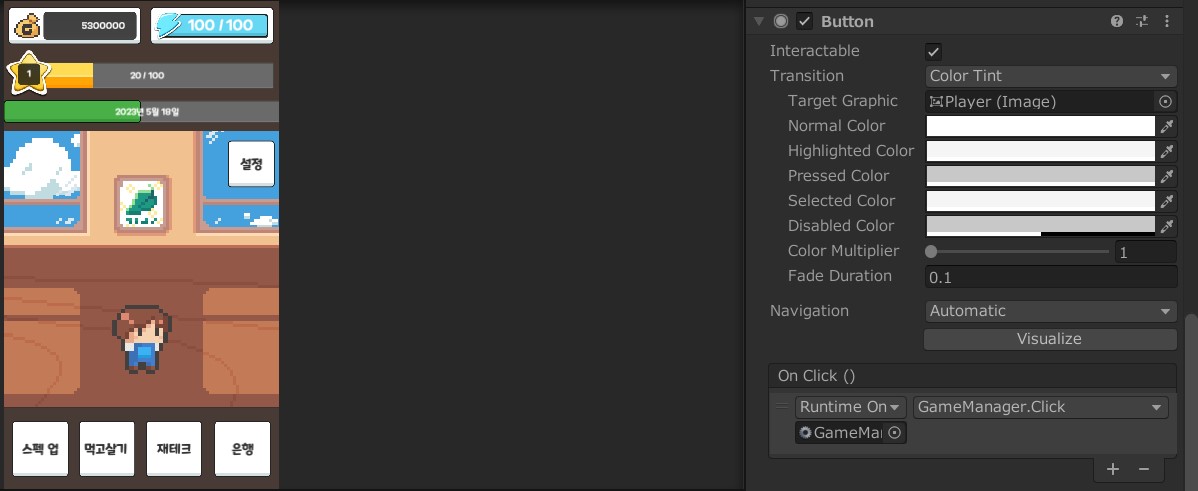 5300000
100 / 100
1
20 / 100
2023년 5월 18일
설정
스펙 업
먹고살기
재테크
은행
Button
Interactable
Transition
Color Tint
Target Graphic
Player (Image)
Normal Color
Highlighted Color
Pressed Color
Selected Color
Disabled Color
Color Multiplier
1
Fade Duration
0.1
Navigation
Automatic
Visualize
On Click ()
Runtime On
GameManager.Click
GameMa